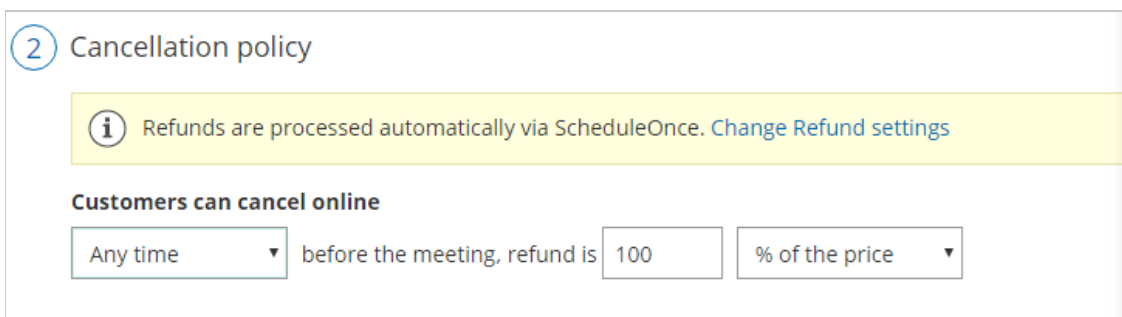 2 Cancellation policy
i Refunds are processed automatically via ScheduleOnce. Change Refund settings
Customers can cancel online
Any time before the meeting, refund is 100 % of the price